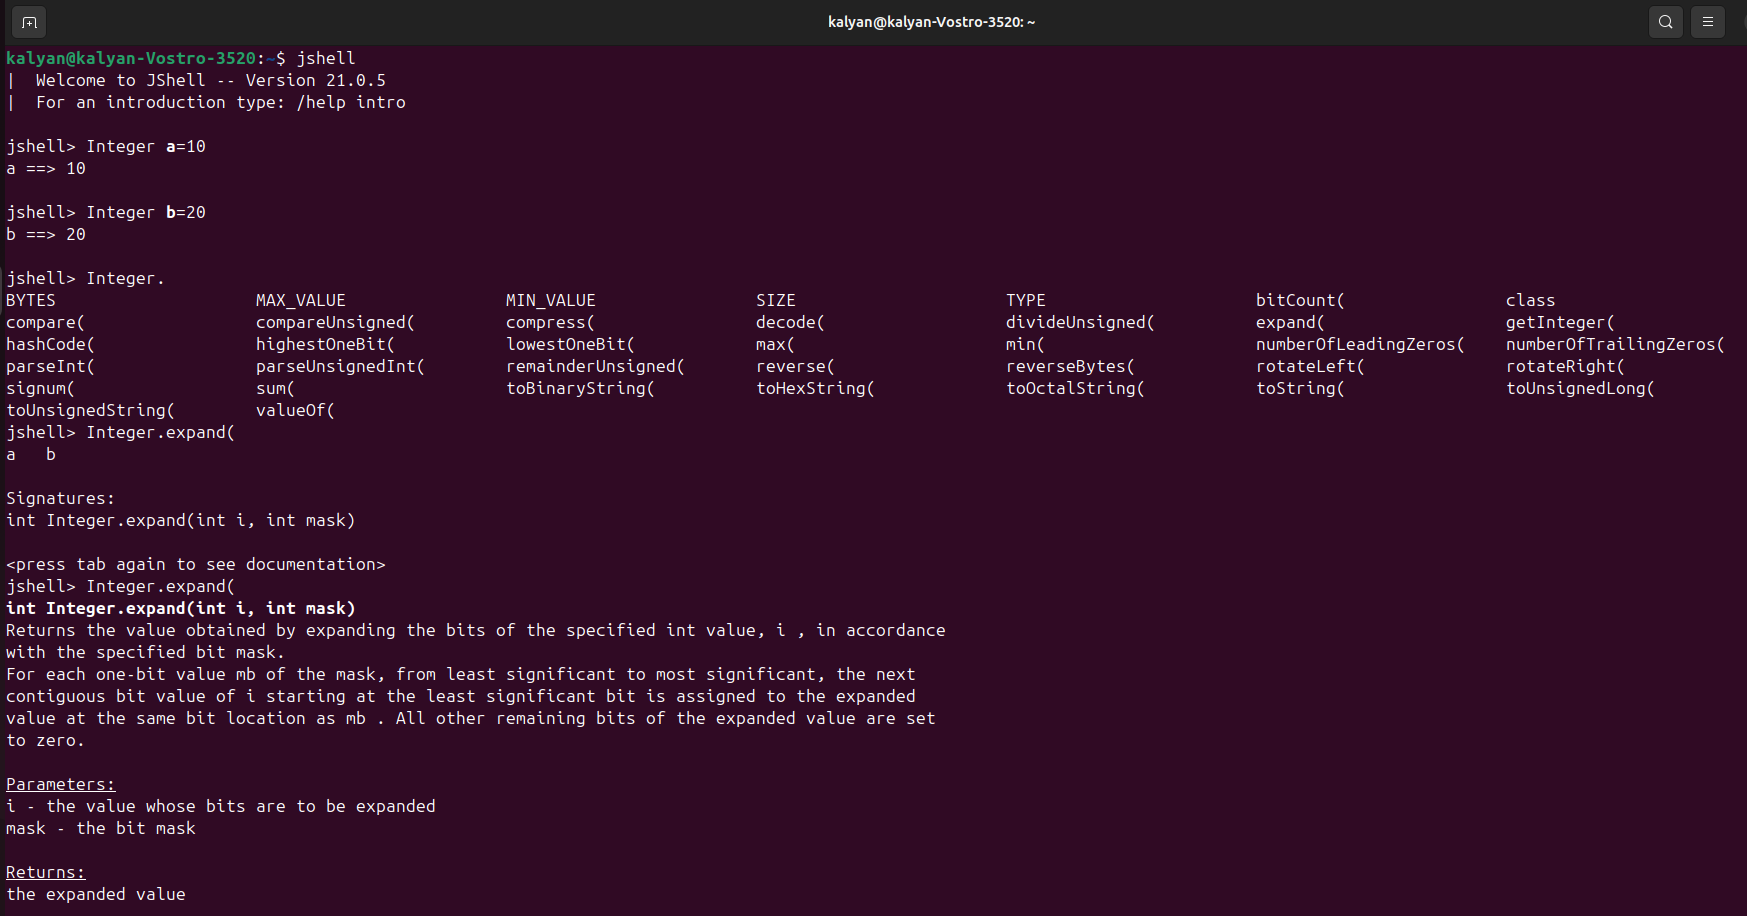 kalyan@kalyan-Vostro-3520: ~
kalyan@kalyan-Vostro-3520:~$ jshell
|  Welcome to JShell -- Version 21.0.5
|  For an introduction type: /help intro
jshell> Integer a=10
a ==> 10
jshell> Integer b=20
b ==> 20
jshell> Integer.
BYTES MAX_VALUE MIN_VALUE SIZE TYPE bitCount( class
compare( compareUnsigned( compress( decode( divideUnsigned( expand( getInteger(
hashCode( highestOneBit( lowestOneBit( max( min( numberOfLeadingZeros( numberOfTrailingZeros(
parseInt( parseUnsignedInt( remainderUnsigned( reverse( reverseBytes( rotateLeft( rotateRight(
signum( sum( toBinaryString( toHexString( toOctalString( toString( toUnsignedLong(
toUnsignedString( valueOf(
jshell> Integer.expand(
a   b
Signatures:
int Integer.expand(int i, int mask)
<press tab again to see documentation>
jshell> Integer.expand(
int Integer.expand(int i, int mask)
Returns the value obtained by expanding the bits of the specified int value, i , in accordance
with the specified bit mask.
For each one-bit value mb of the mask, from least significant to most significant, the next
contiguous bit value of i starting at the least significant bit is assigned to the expanded
value at the same bit location as mb . All other remaining bits of the expanded value are set
to zero.
Parameters:
i - the value whose bits are to be expanded
mask - the bit mask
Returns:
the expanded value